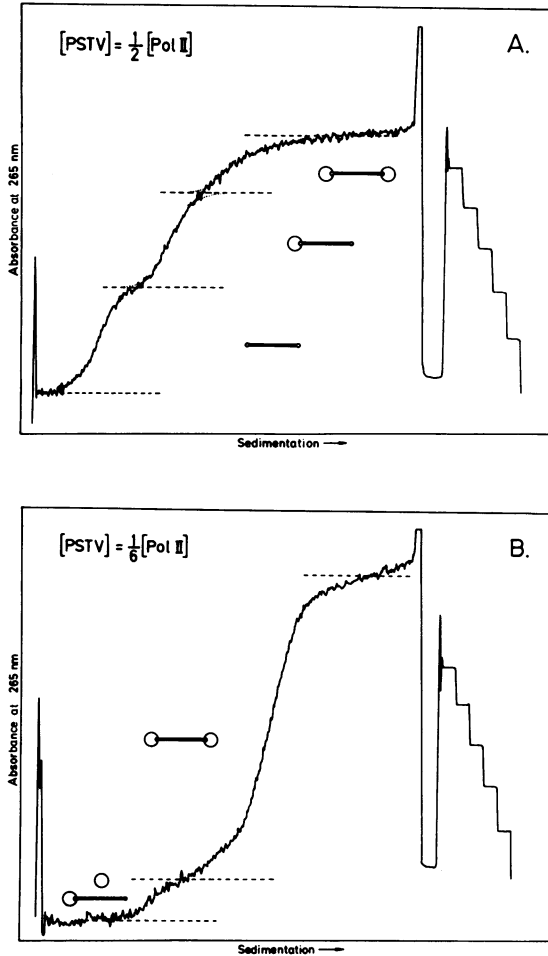 [PSTV] = 1/2 [Pol II]
A.
Absorbance at 265 nm
Sedimentation →
[PSTV] = 1/6 [Pol II]
B.
Absorbance at 265 nm
Sedimentation →